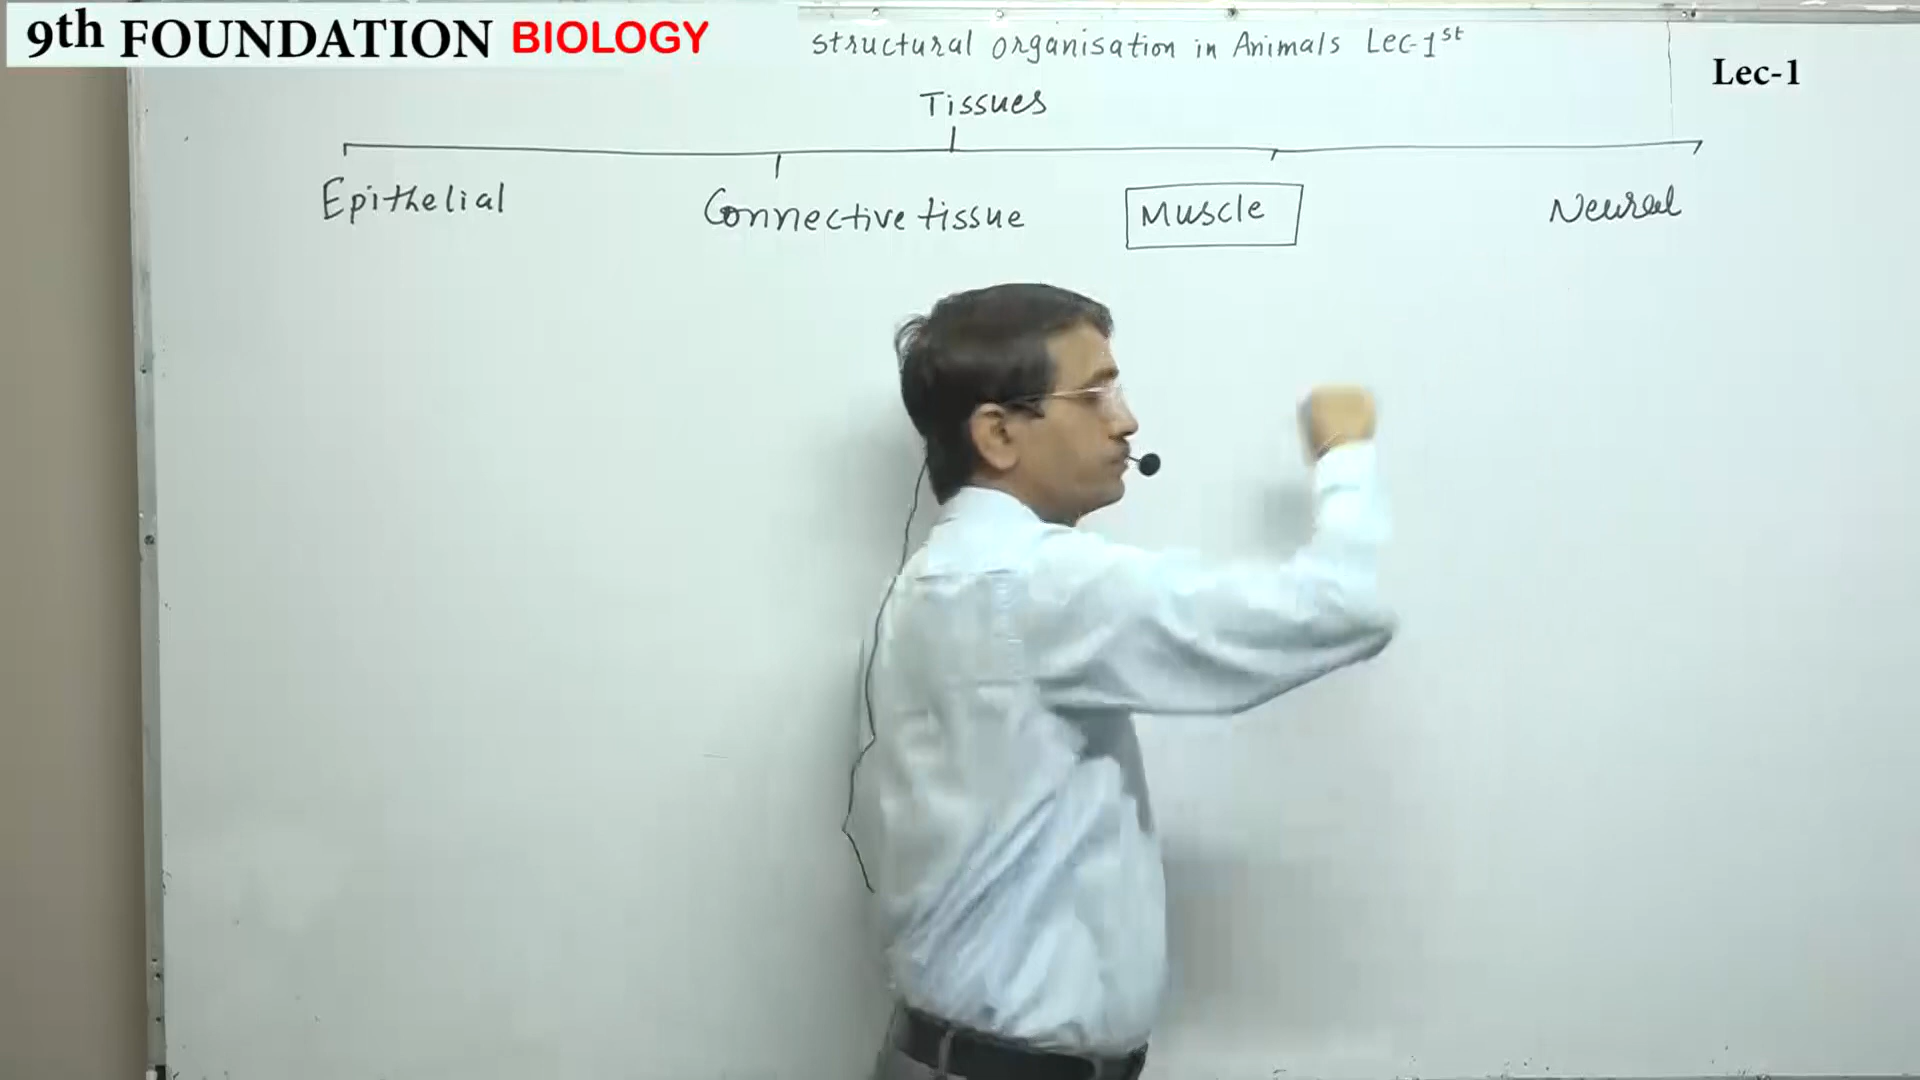 9th FOUNDATION BIOLOGY
structural organisation in Animals Lec-1st
Lec-1
Tissues
Epithelial
Connective tissue
Muscle
Neural